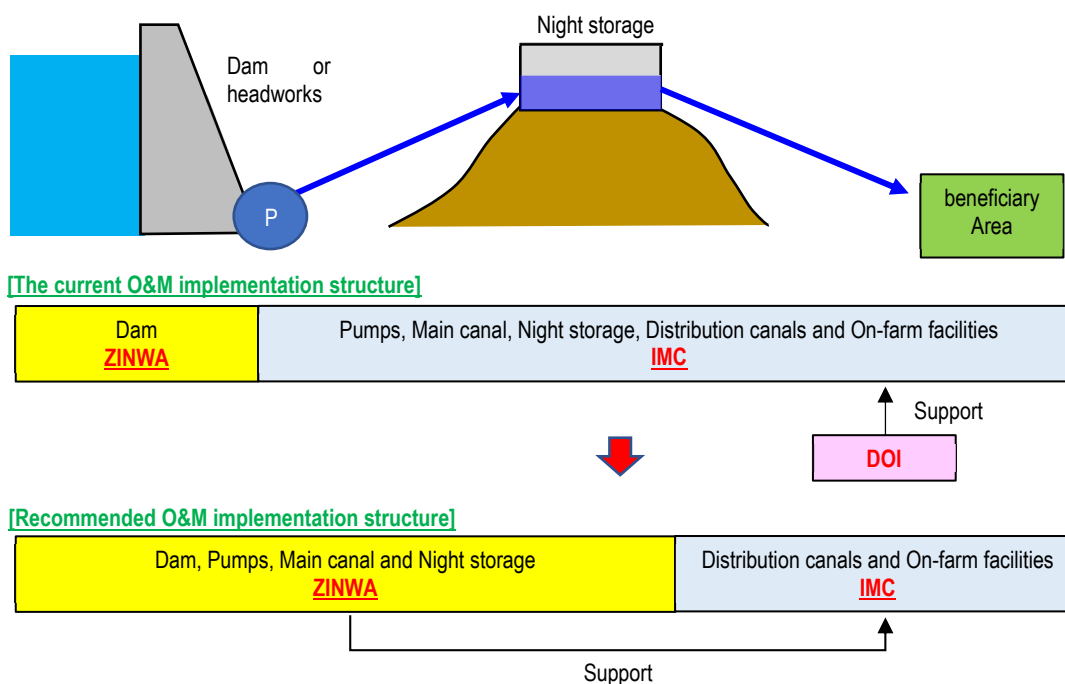 Night storage
Dam or
headworks
P
beneficiary
Area
[The current O&M implementation structure]
Dam
ZINWA
Pumps, Main canal, Night storage, Distribution canals and On-farm facilities
IMC
Support
DOI
[Recommended O&M implementation structure]
Dam, Pumps, Main canal and Night storage
ZINWA
Distribution canals and On-farm facilities
IMC
Support